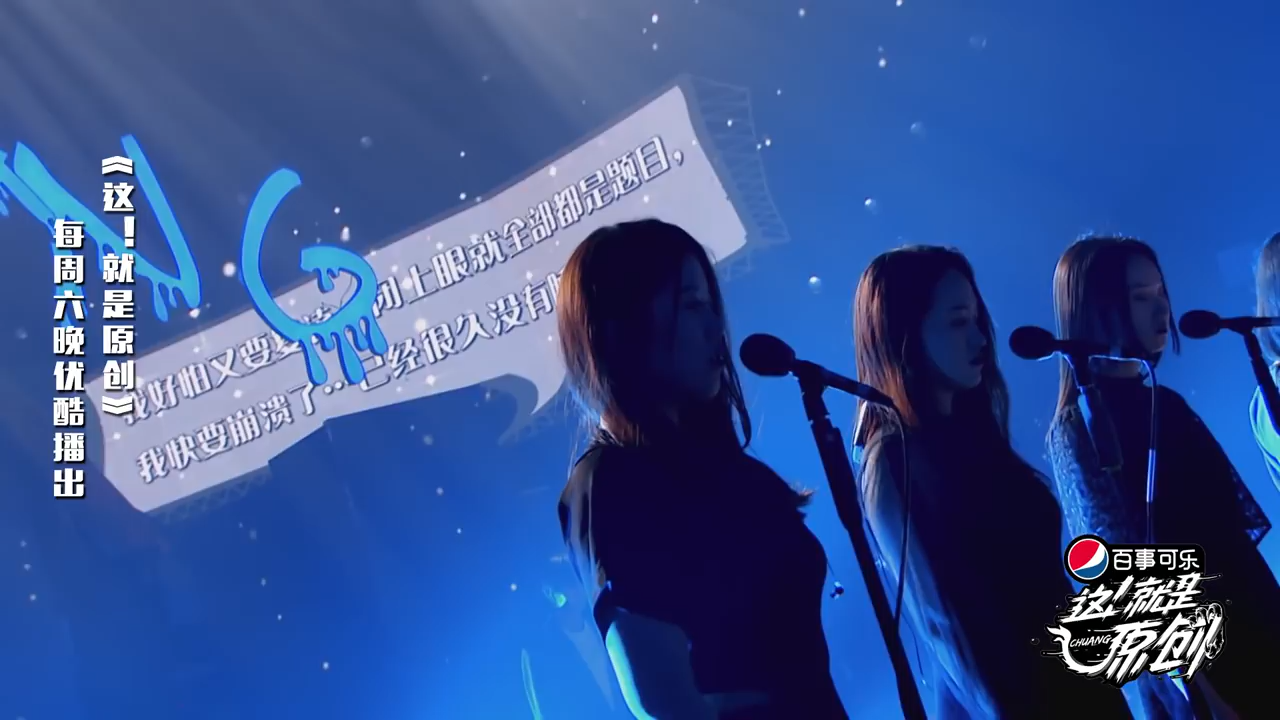 《这！就是原创》
每周六晚优酷播出
NG
我好怕又要 闭上眼就全部都是题目，
我快要崩溃了…已经很久没有
百事可乐
这！就是
原创
CHUANG